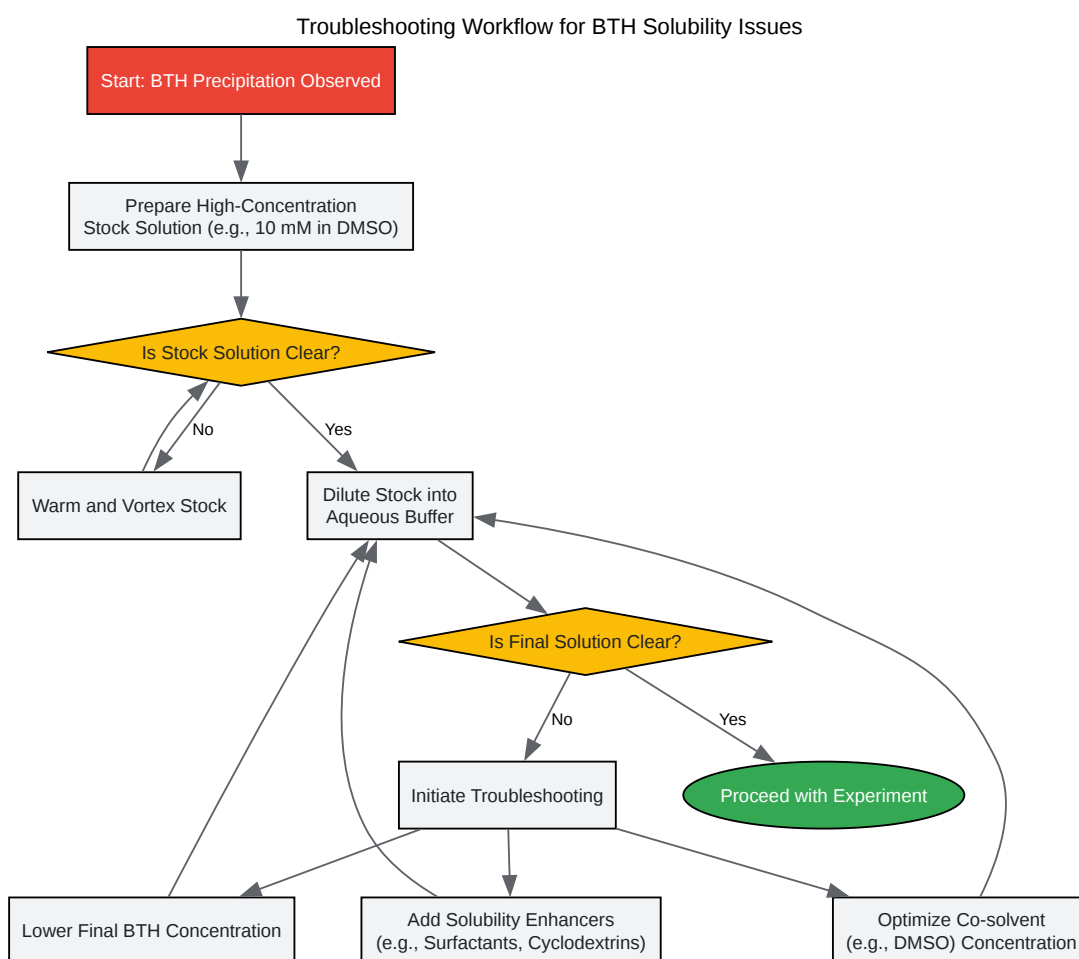 Troubleshooting Workflow for BTH Solubility Issues
Start: BTH Precipitation Observed
Prepare High-Concentration
Stock Solution (e.g., 10 mM in DMSO)
Is Stock Solution Clear?
No
Yes
Warm and Vortex Stock
Dilute Stock into
Aqueous Buffer
Is Final Solution Clear?
No
Yes
Initiate Troubleshooting
Proceed with Experiment
Lower Final BTH Concentration
Add Solubility Enhancers
(e.g., Surfactants, Cyclodextrins)
Optimize Co-solvent
(e.g., DMSO) Concentration